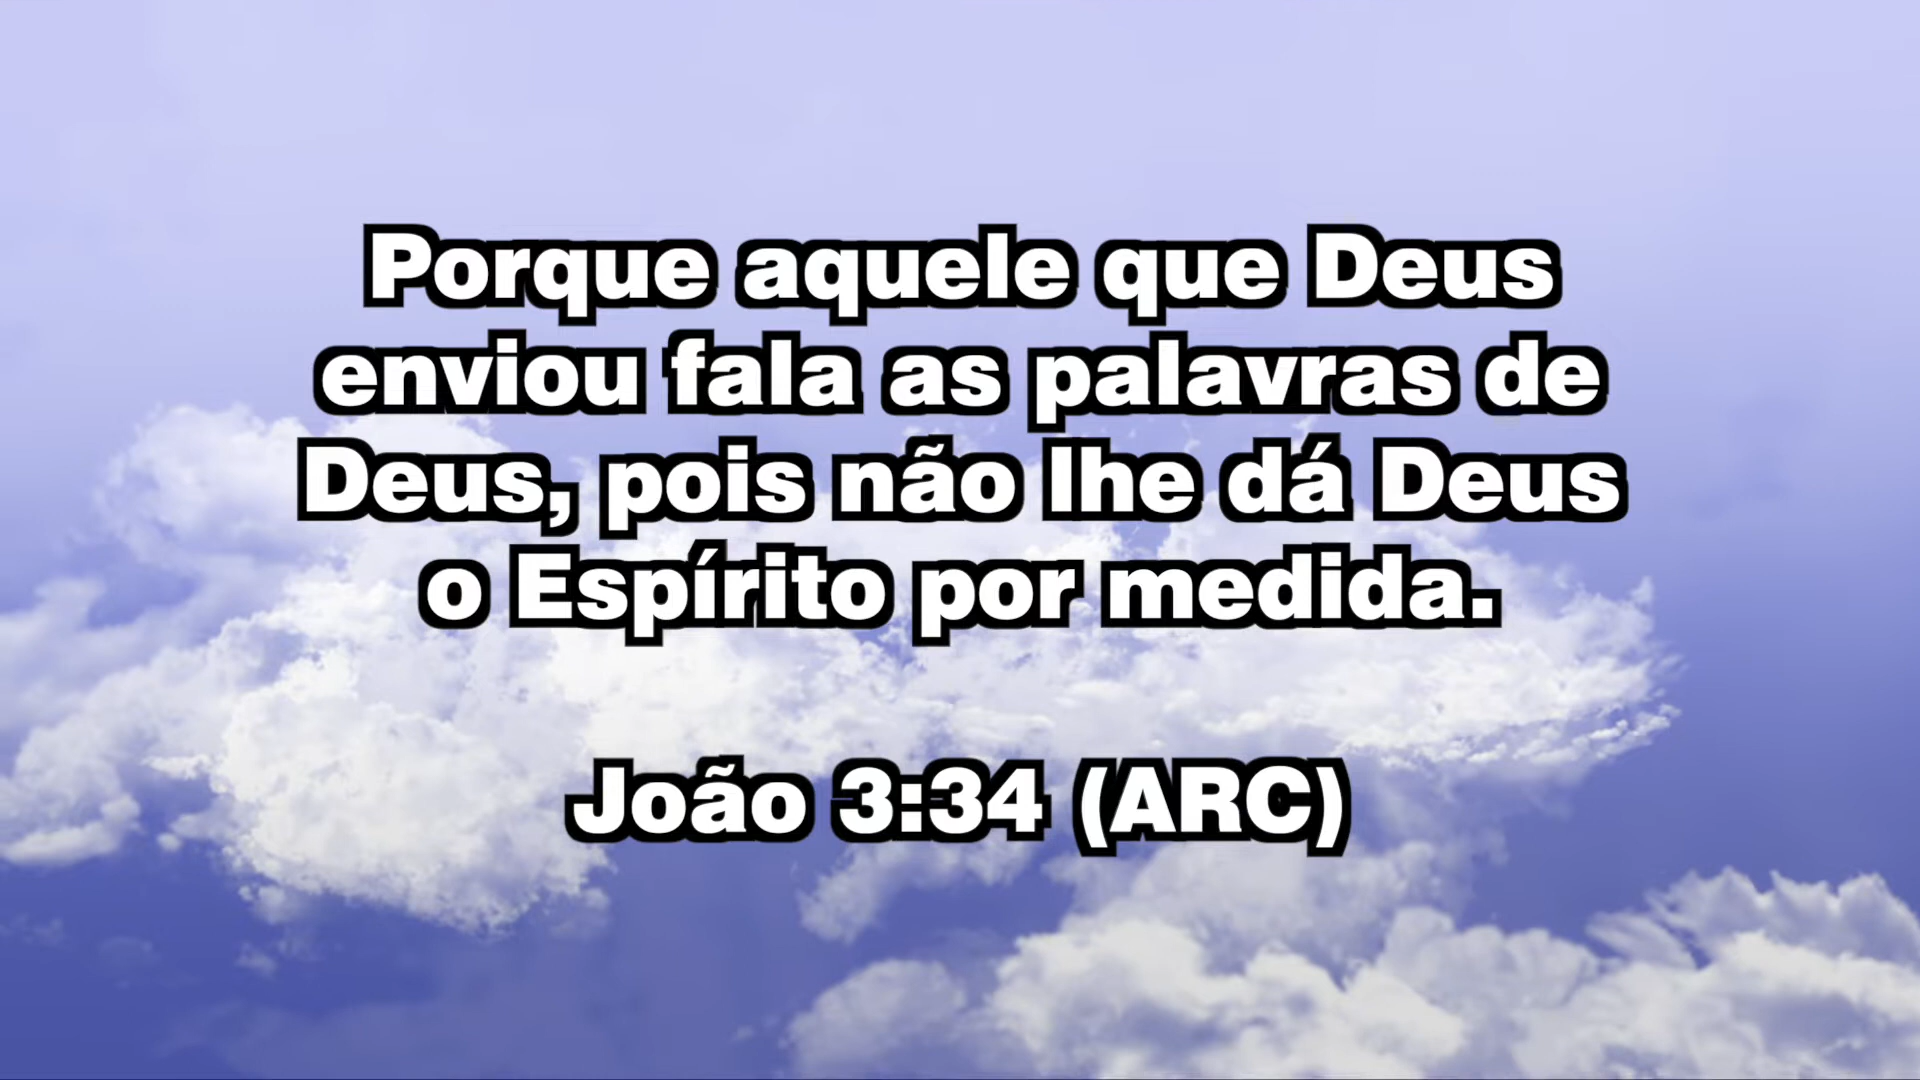 Porque aquele que Deus
enviou fala as palavras de
Deus, pois não lhe dá Deus
o Espírito por medida.
João 3:34 (ARC)